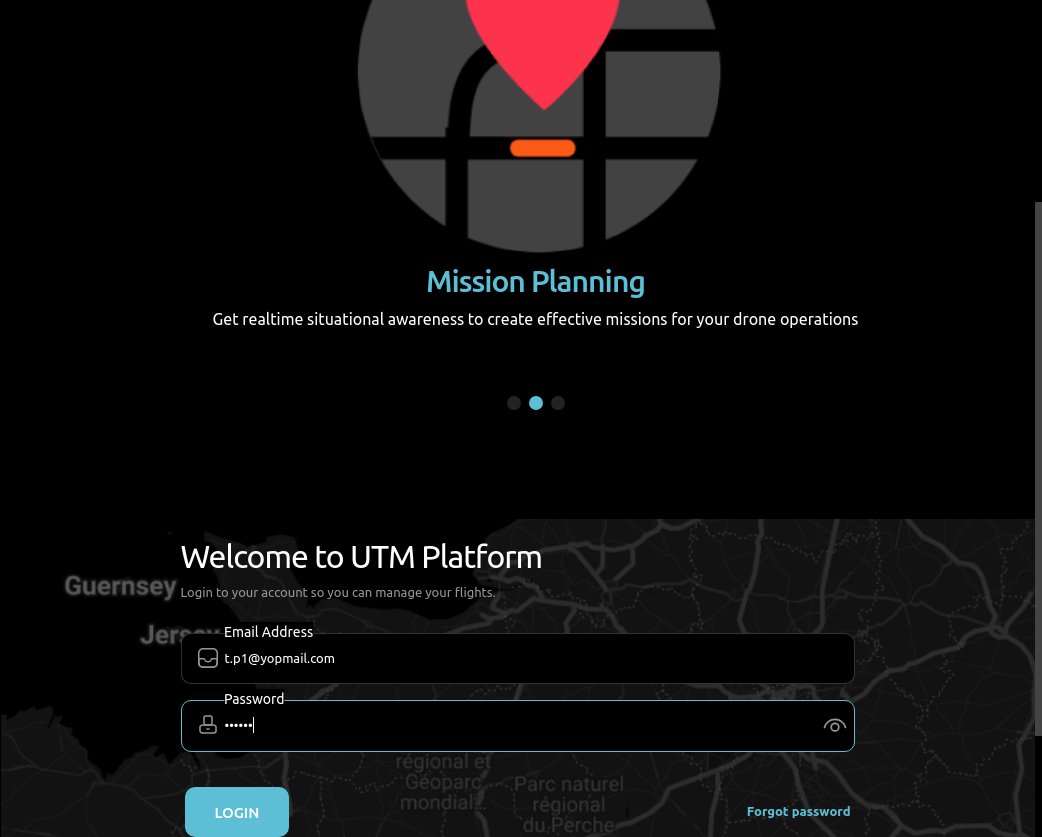 Mission Planning
Get realtime situational awareness to create effective missions for your drone operations
Welcome to UTM Platform
Guernsey
Login to your account so you can manage your flights.
Jersey
Email Address
t.p1@yopmail.com
Password
••••••
régional et
Géoparc
mondial...
Parc naturel
régional
du Perche
LOGIN
Forgot password